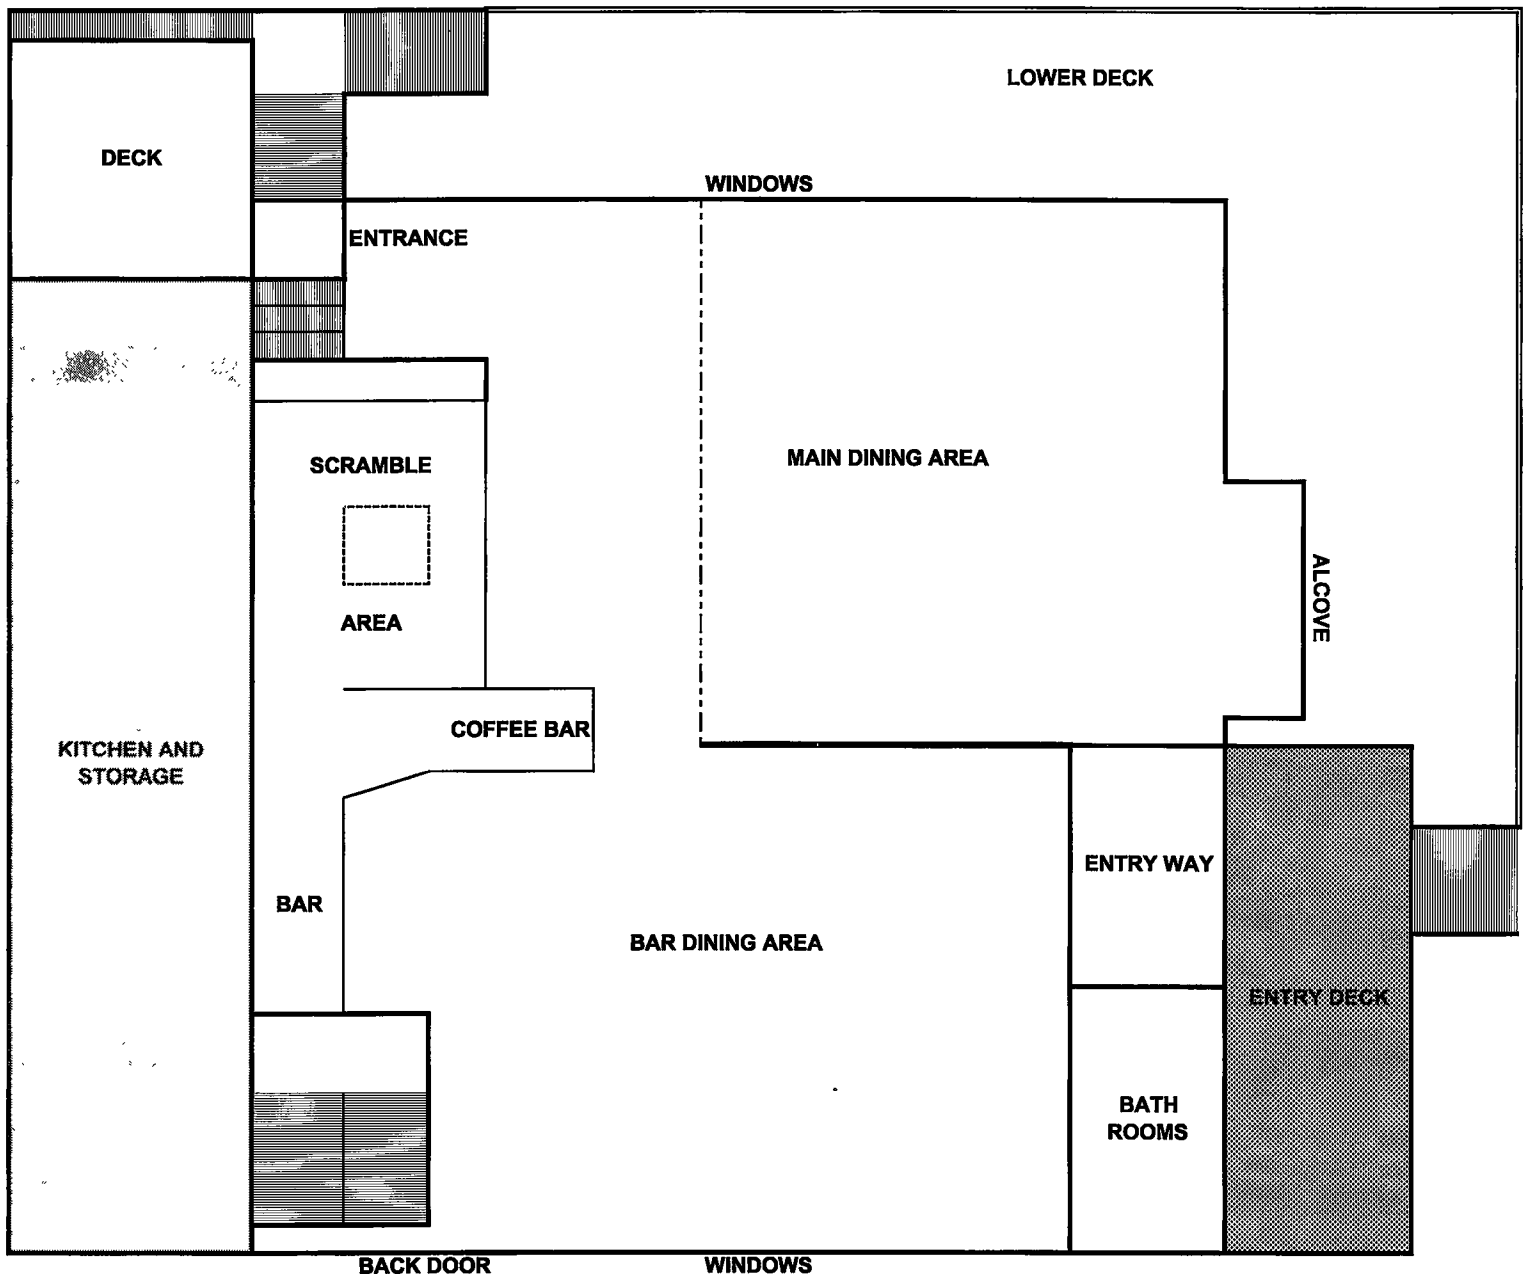 LOWER DECK
DECK
WINDOWS
ENTRANCE
MAIN DINING AREA
SCRAMBLE
AREA
ALCOVE
COFFEE BAR
KITCHEN AND
STORAGE
ENTRY WAY
BAR
BAR DINING AREA
ENTRY DECK
BATH
ROOMS
BACK DOOR
WINDOWS